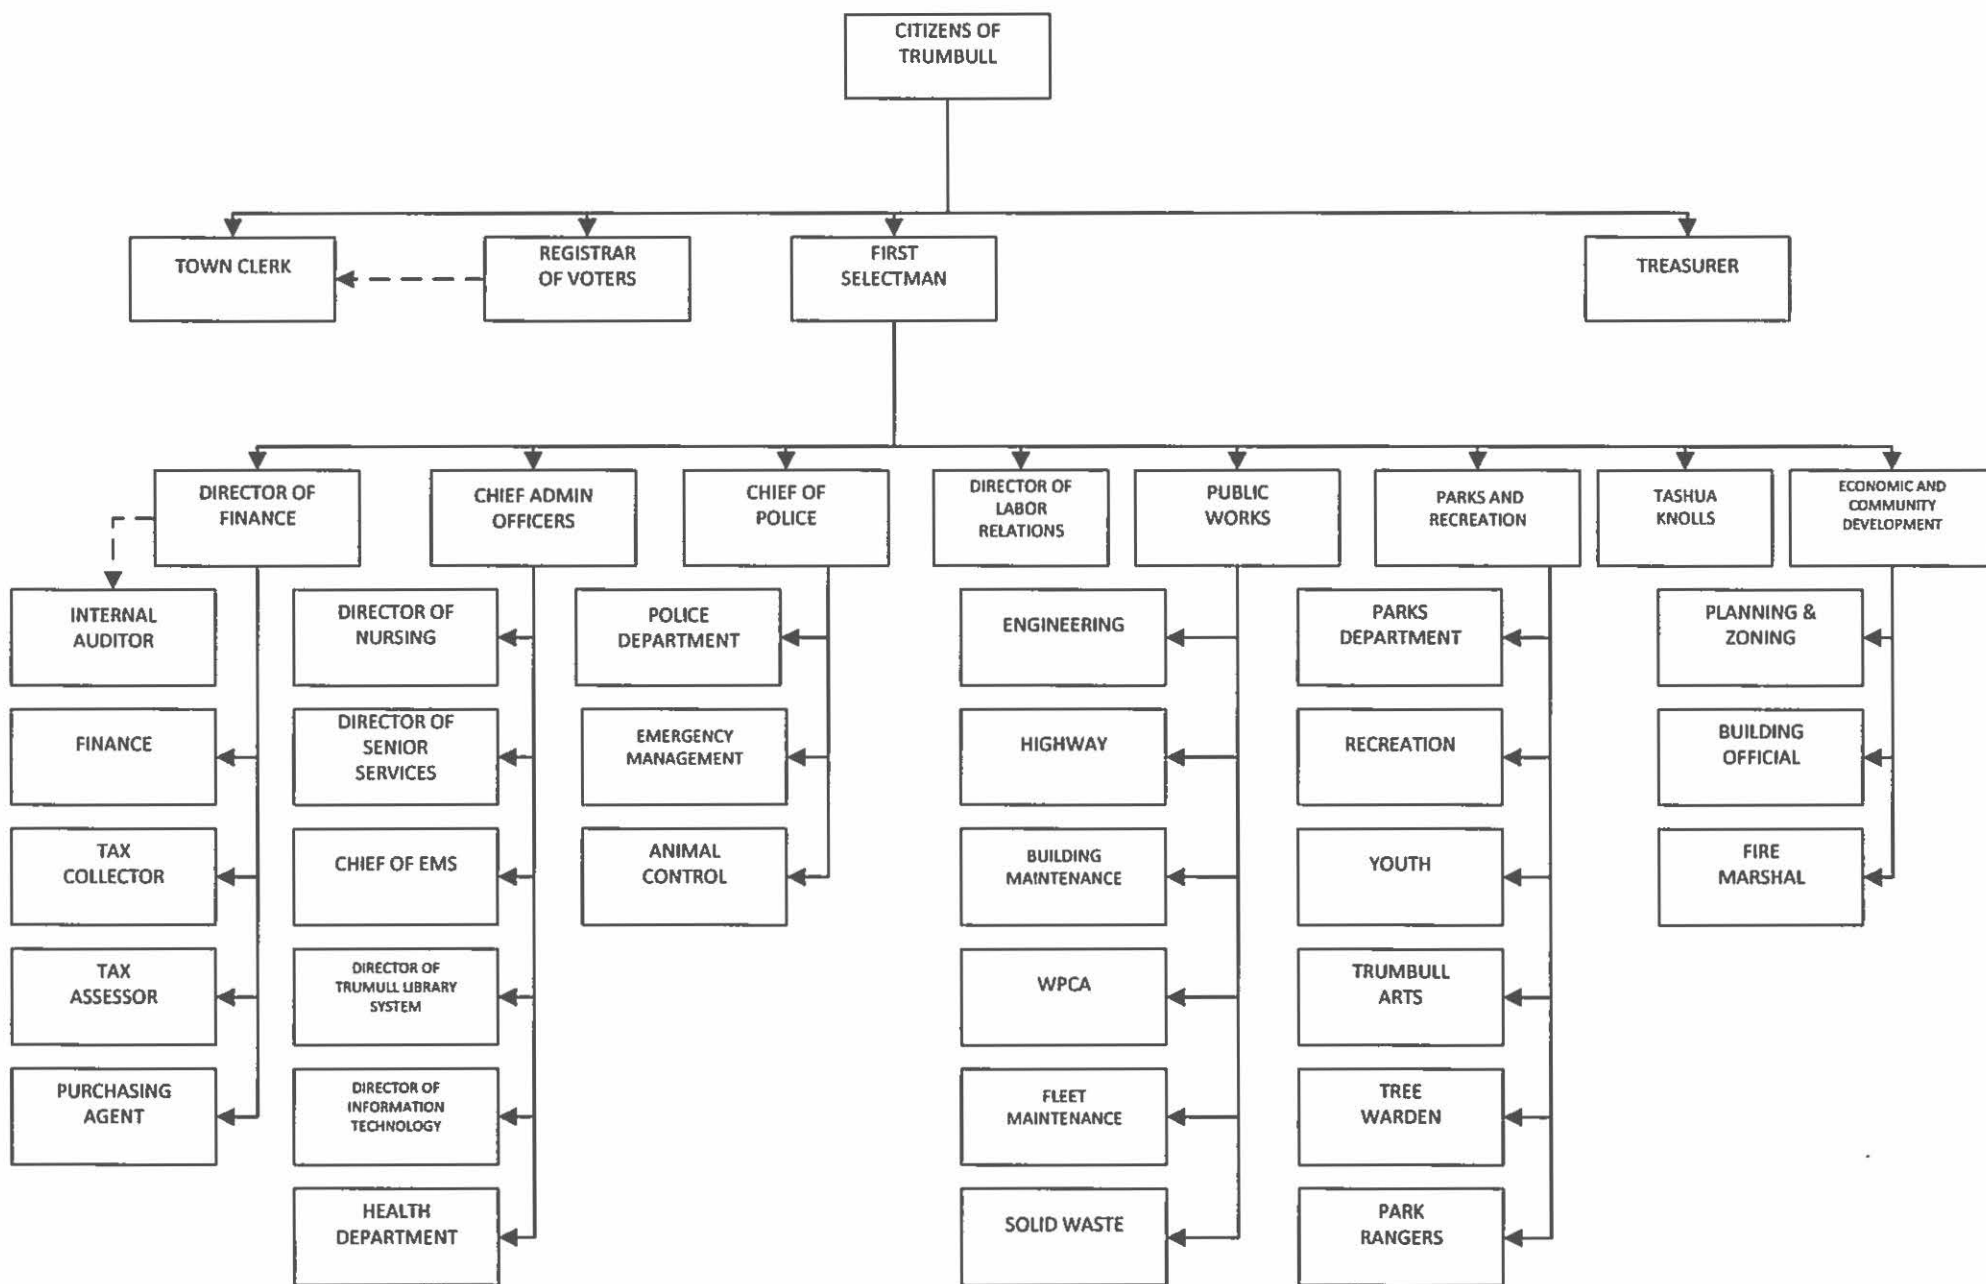 CITIZENS OF
TRUMBULL
TOWN CLERK
REGISTRAR
OF VOTERS
FIRST
SELECTMAN
TREASURER
DIRECTOR OF
FINANCE
CHIEF ADMIN
OFFICERS
CHIEF OF
POLICE
DIRECTOR OF
LABOR
RELATIONS
PUBLIC
WORKS
PARKS AND
RECREATION
TASHUA
KNOLLS
ECONOMIC AND
COMMUNITY
DEVELOPMENT
INTERNAL
AUDITOR
FINANCE
TAX
COLLECTOR
TAX
ASSESSOR
PURCHASING
AGENT
DIRECTOR OF
NURSING
DIRECTOR OF
SENIOR
SERVICES
CHIEF OF EMS
DIRECTOR OF
TRUMULL LIBRARY
SYSTEM
DIRECTOR OF
INFORMATION
TECHNOLOGY
HEALTH
DEPARTMENT
POLICE
DEPARTMENT
EMERGENCY
MANAGEMENT
ANIMAL
CONTROL
ENGINEERING
HIGHWAY
BUILDING
MAINTENANCE
WPCA
FLEET
MAINTENANCE
SOLID WASTE
PARKS
DEPARTMENT
RECREATION
YOUTH
TRUMBULL
ARTS
TREE
WARDEN
PARK
RANGERS
PLANNING &
ZONING
BUILDING
OFFICIAL
FIRE
MARSHAL